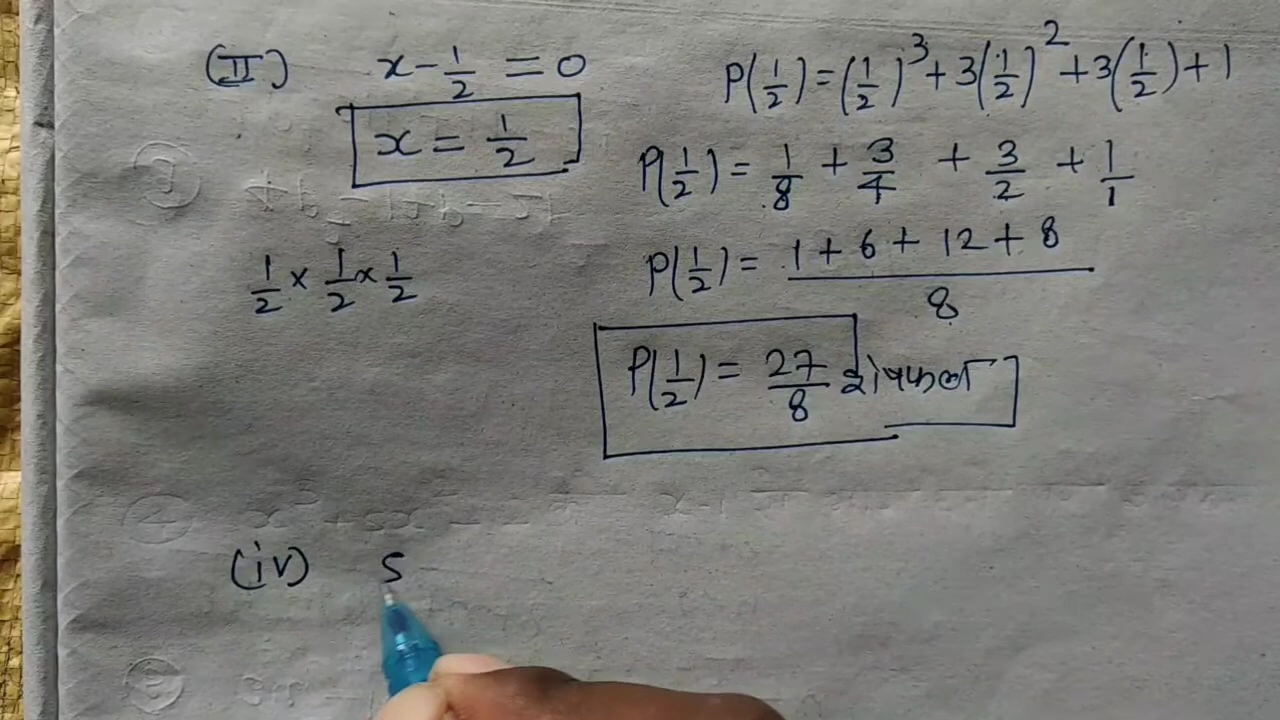 (II) x - 1/2 = 0
x = 1/2
1/2 × 1/2 × 1/2
P(1/2) = (1/2)^3 + 3(1/2)^2 + 3(1/2) + 1
P(1/2) = 1/8 + 3/4 + 3/2 + 1/1
P(1/2) = (1 + 6 + 12 + 8)/8
P(1/2) = 27/8
(iv) 5